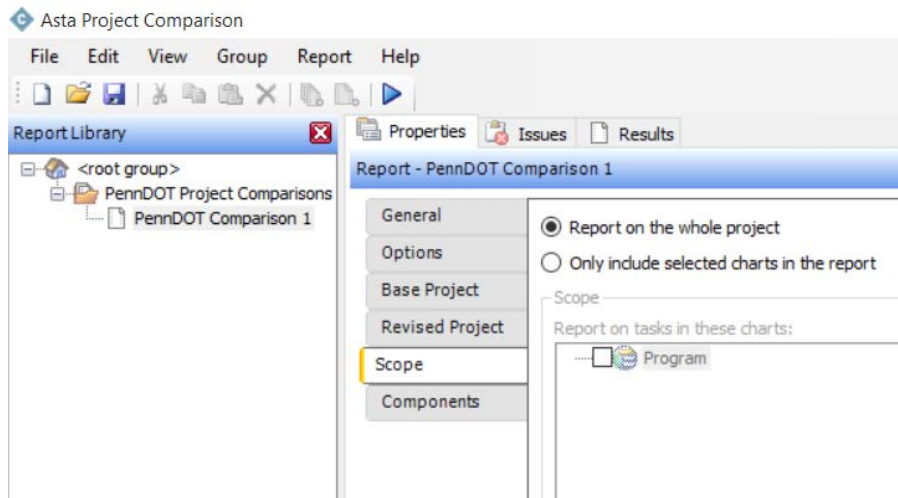 Asta Project Comparison
File Edit View Group Report Help
Report Library
<root group>
PennDOT Project Comparisons
PennDOT Comparison 1
Properties Issues Results
Report - PennDOT Comparison 1
General
Options
Base Project
Revised Project
Scope
Components
Report on the whole project
Only include selected charts in the report
Scope
Report on tasks in these charts:
Program